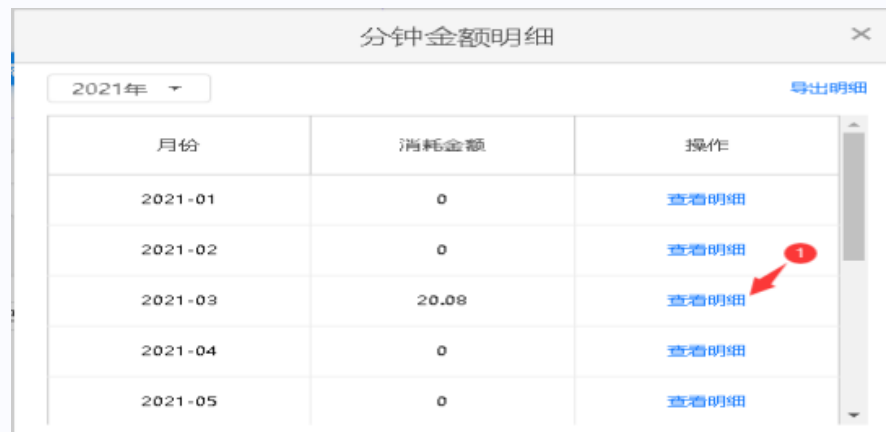 分钟金额明细
2021年
导出明细
月份 消耗金额 操作
2021-01 0 查看明细
2021-02 0 查看明细
1
2021-03 20.08 查看明细
2021-04 0 查看明细
2021-05 0 查看明细